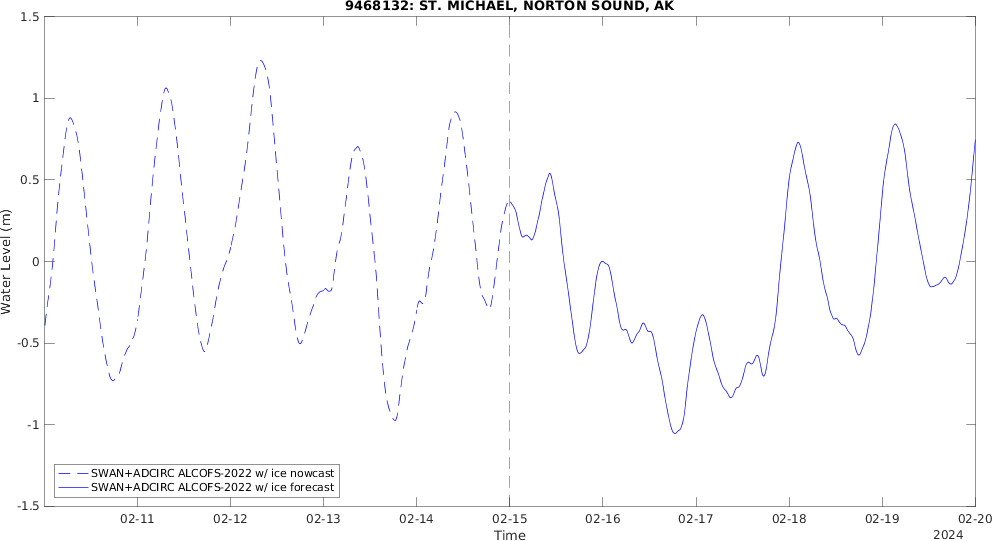 9468132: ST. MICHAEL, NORTON SOUND, AK
1.5
1
0.5
0
-0.5
-1
-1.5
Water Level (m)
SWAN+ADCIRC ALCOFS-2022 w/ ice nowcast
SWAN+ADCIRC ALCOFS-2022 w/ ice forecast
02-11 02-12 02-13 02-14 02-15 02-16 02-17 02-18 02-19 02-20
Time
2024